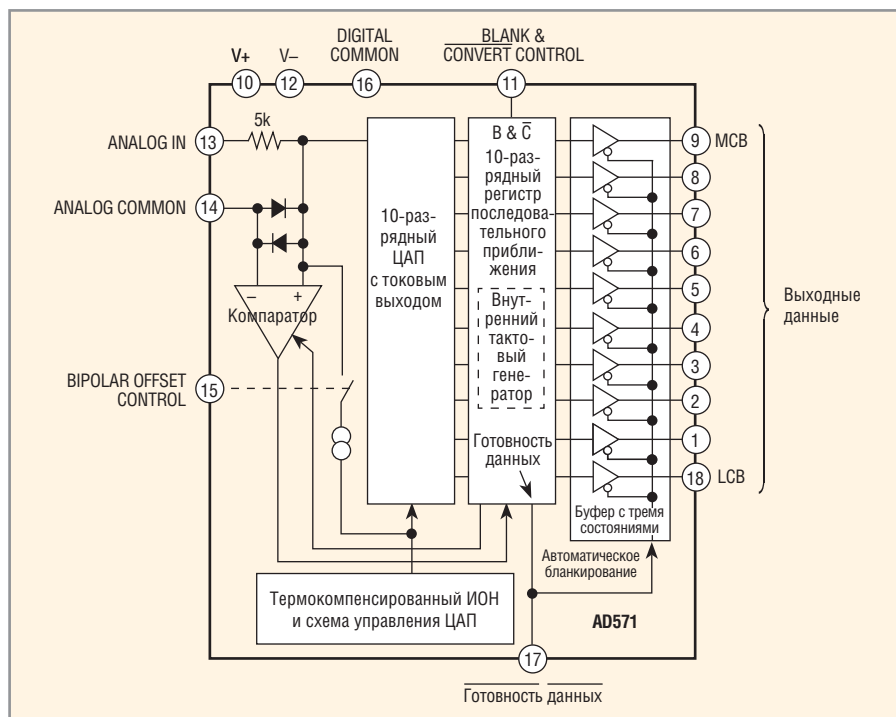 V+
V–
DIGITAL
COMMON
BLANK &
CONVERT CONTROL
10
12
16
11
ANALOG IN
13
5k
ANALOG COMMON
14
– +
Компаратор
BIPOLAR OFFSET
CONTROL
15
10-раз-
рядный
ЦАП
с токовым
выходом
B & C̅
10-раз-
рядный
регистр
последова-
тельного
прибли-
жения
Внут-
ренний
такто-
вый
гене-
ратор
Готовность
данных
9 MCB
8
7
6
5
4
3
2
1
18 LCB
Выходные
данные
Буфер с тремя
состояниями
Автоматическое
бланкирование
Термокомпенсированный ИОН
и схема управления ЦАП
AD571
17
Готовность данных